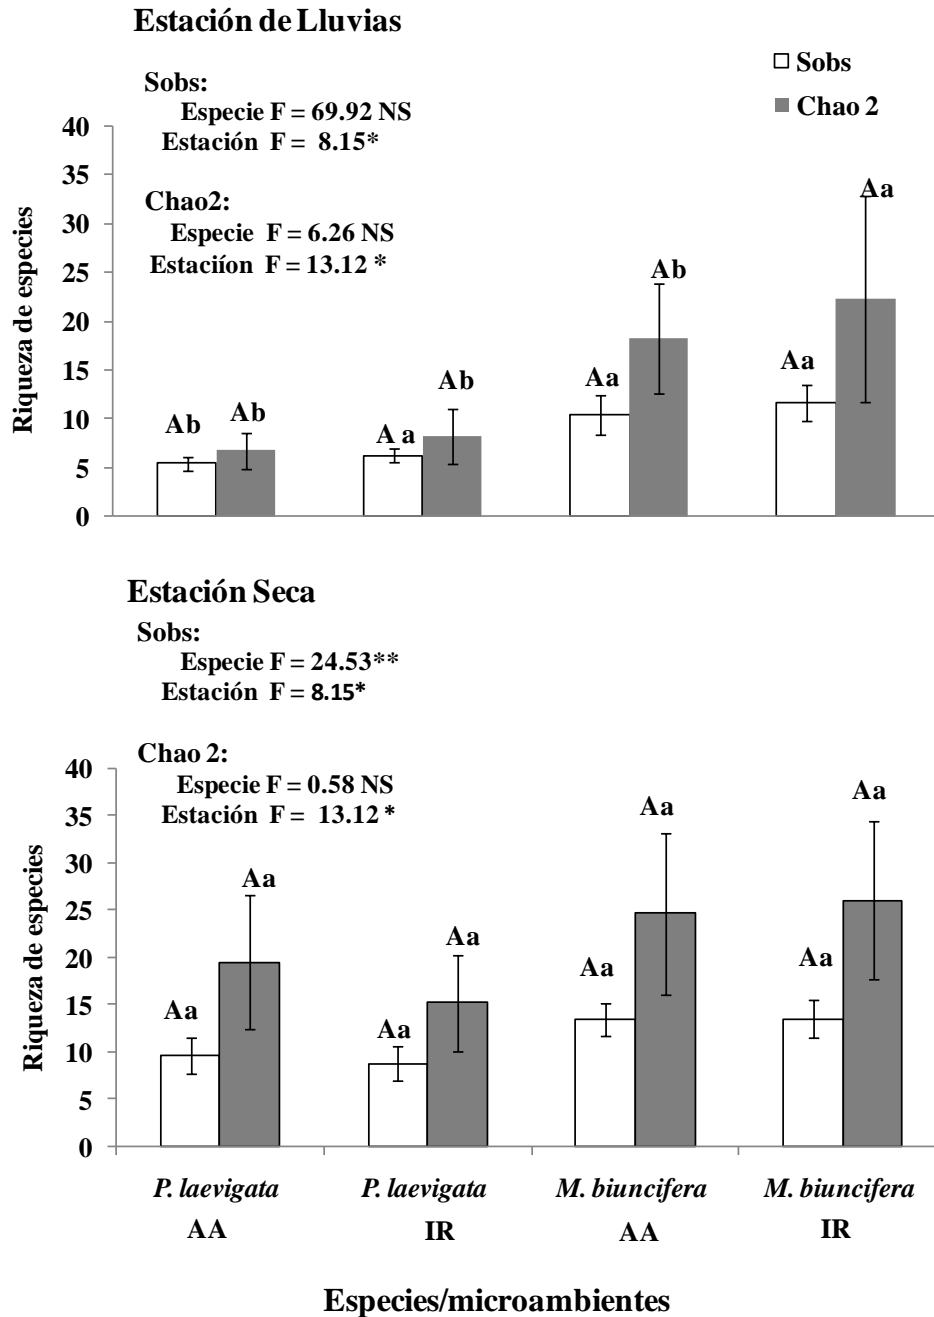 Estación de Lluvias
Sobs
Chao 2
Sobs:
Especie F = 69.92 NS
Estación F = 8.15*
Chao2:
Especie F = 6.26 NS
Estaciíon F = 13.12 *
Riqueza de especies
40
35
30
25
20
15
10
5
0
Ab
Ab
A a
Ab
Aa
Ab
Aa
Aa
Estación Seca
Sobs:
Especie F = 24.53**
Estación F = 8.15*
Chao 2:
Especie F = 0.58 NS
Estación F = 13.12 *
Riqueza de especies
40
35
30
25
20
15
10
5
0
Aa
Aa
Aa
Aa
Aa
Aa
Aa
Aa
P. laevigata P. laevigata M. biuncifera M. biuncifera
AA IR AA IR
Especies/microambientes